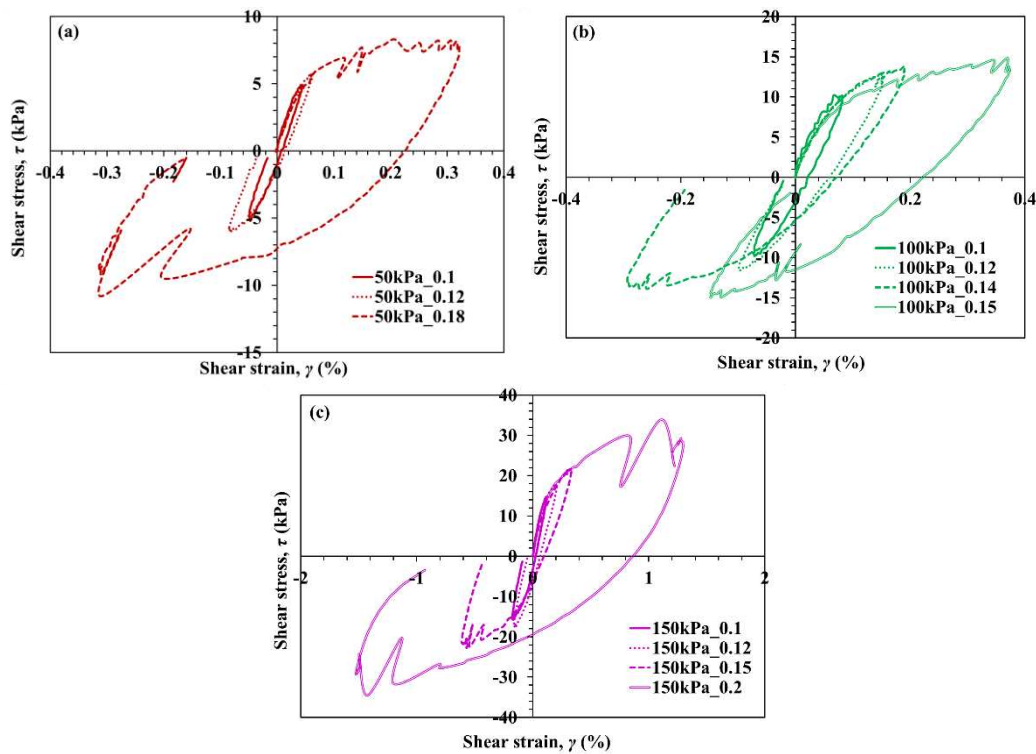 (a)
10
5
0
-5
-10
-15
-0.4 -0.3 -0.2 -0.1 0 0.1 0.2 0.3 0.4
Shear stress, τ (kPa)
Shear strain, γ (%)
50kPa_0.1
50kPa_0.12
50kPa_0.18
(b)
20
15
10
5
0
-5
-10
-15
-20
-0.4 -0.2 0 0.2 0.4
Shear stress, τ (kPa)
Shear strain, γ (%)
100kPa_0.1
100kPa_0.12
100kPa_0.14
100kPa_0.15
(c)
40
30
20
10
0
-10
-20
-30
-40
-2 -1 0 1 2
Shear stress, τ (kPa)
Shear strain, γ (%)
150kPa_0.1
150kPa_0.12
150kPa_0.15
150kPa_0.2